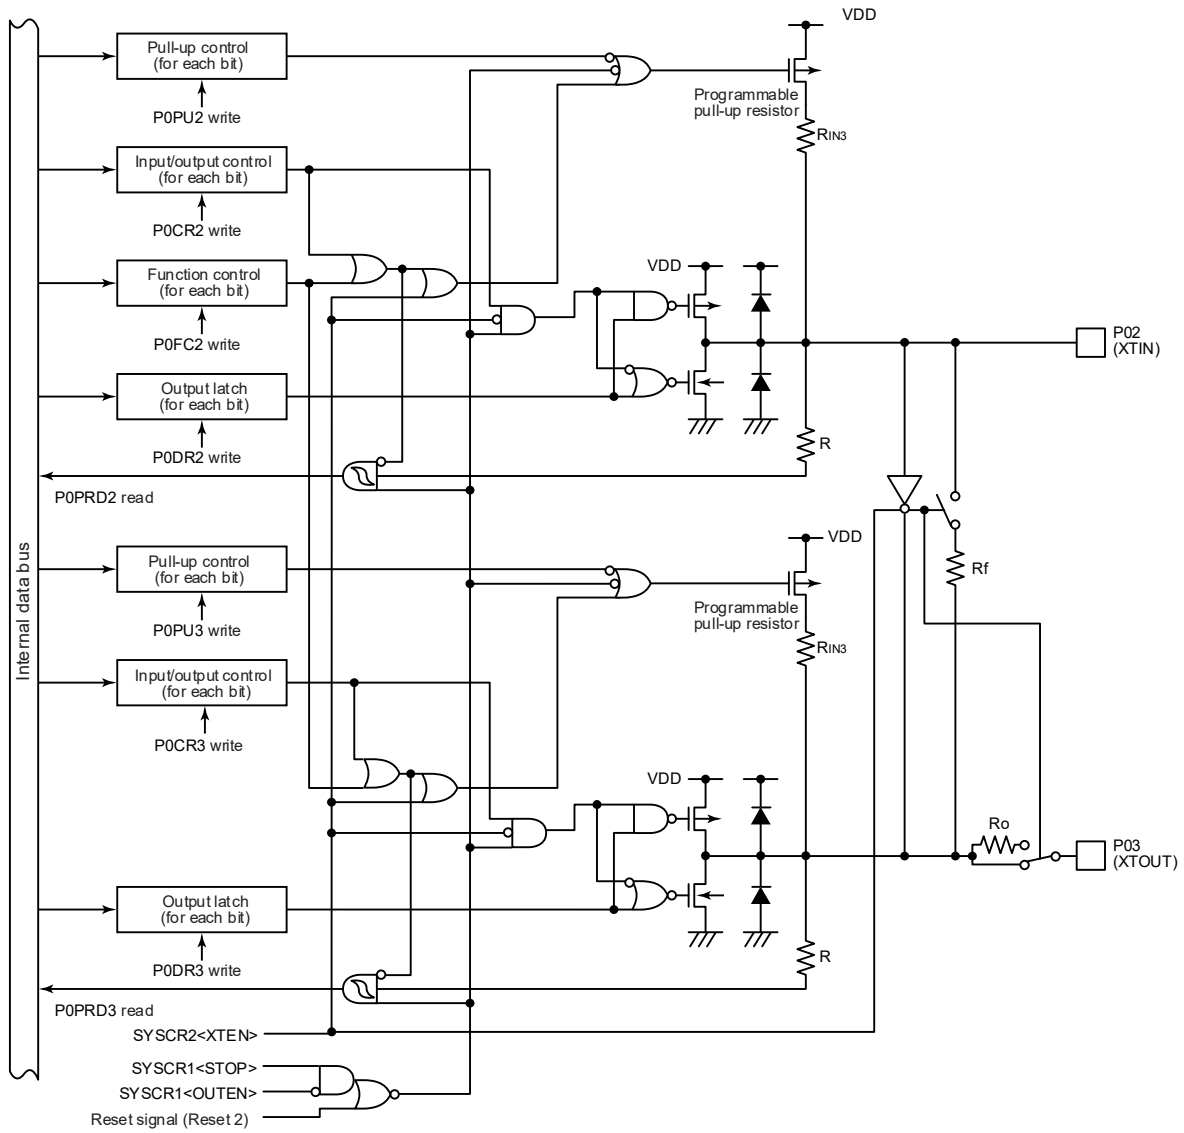 VDD
Pull-up control
(for each bit)
P0PU2 write
Programmable
pull-up resistor
RIN3
Input/output control
(for each bit)
P0CR2 write
Function control
(for each bit)
P0FC2 write
VDD
P02
(XTIN)
Output latch
(for each bit)
P0DR2 write
R
P0PRD2 read
Internal data bus
VDD
Pull-up control
(for each bit)
Rf
P0PU3 write
Programmable
pull-up resistor
RIN3
Input/output control
(for each bit)
P0CR3 write
VDD
Ro
P03
(XTOUT)
Output latch
(for each bit)
P0DR3 write
R
P0PRD3 read
SYSCR2<XTEN>
SYSCR1<STOP>
SYSCR1<OUTEN>
Reset signal (Reset 2)